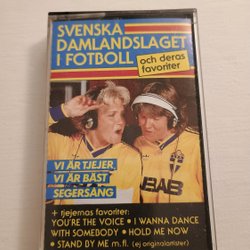 SVENSKA
DAMLANDSLAGET
I FOTBOLL
och deras
favoriter
VI ÄR TJEJER,
VI ÄR BÄST
SEGERSÅNG
BAB
+ tjejernas favoriter:
YOU'RE THE VOICE • I WANNA DANCE
WITH SOMEBODY • HOLD ME NOW
• STAND BY ME m.fl. (ej originalartister)